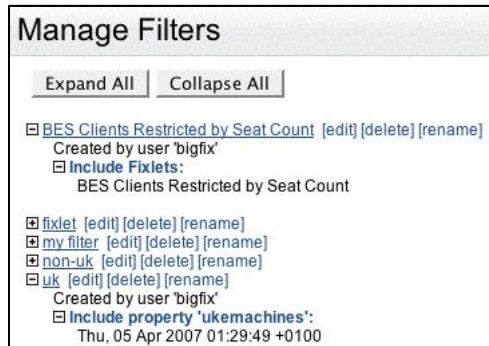 Manage Filters
Expand All Collapse All
BES Clients Restricted by Seat Count [edit] [delete] [rename]
Created by user 'bigfix'
Include Fixlets:
BES Clients Restricted by Seat Count
fixlet [edit] [delete] [rename]
my filter [edit] [delete] [rename]
non-uk [edit] [delete] [rename]
uk [edit] [delete] [rename]
Created by user 'bigfix'
Include property 'ukemachines':
Thu, 05 Apr 2007 01:29:49 +0100